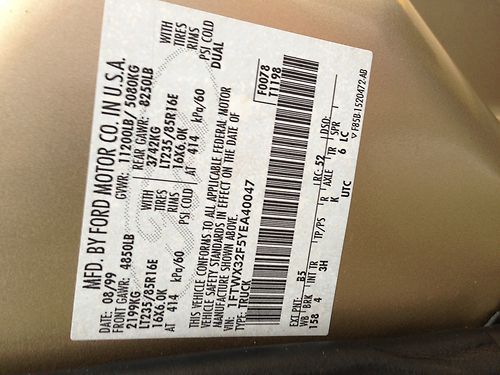 MFD. BY FORD MOTOR CO. IN U.S.A.
DATE: 08/99 GVWR: 11200LB/ 5080KG
FRONT GAWR: 4850LB REAR GAWR: 8250LB
2199KG WITH 3742KG WITH
LT235/85R16E TIRES LT235/85R16E TIRES
16X6.0K RIMS 16X6.0K RIMS
AT 414 kPa/60 PSI COLD AT 414 kPa/60 PSI COLD
DUAL
THIS VEHICLE CONFORMS TO ALL APPLICABLE FEDERAL MOTOR
VEHICLE SAFETY STANDARDS IN EFFECT ON THE DATE OF
MANUFACTURE SHOWN ABOVE.
VIN: 1FTWX32F5YEA40047
TYPE: TRUCK
F0078
T1198
EXT PNT: B5 RC: 52 DSO:
WB BRK INT TR TP/PS R AXLE TR SPR
158 4 3H K 6 LC
UTC
F85B-1520472-AB